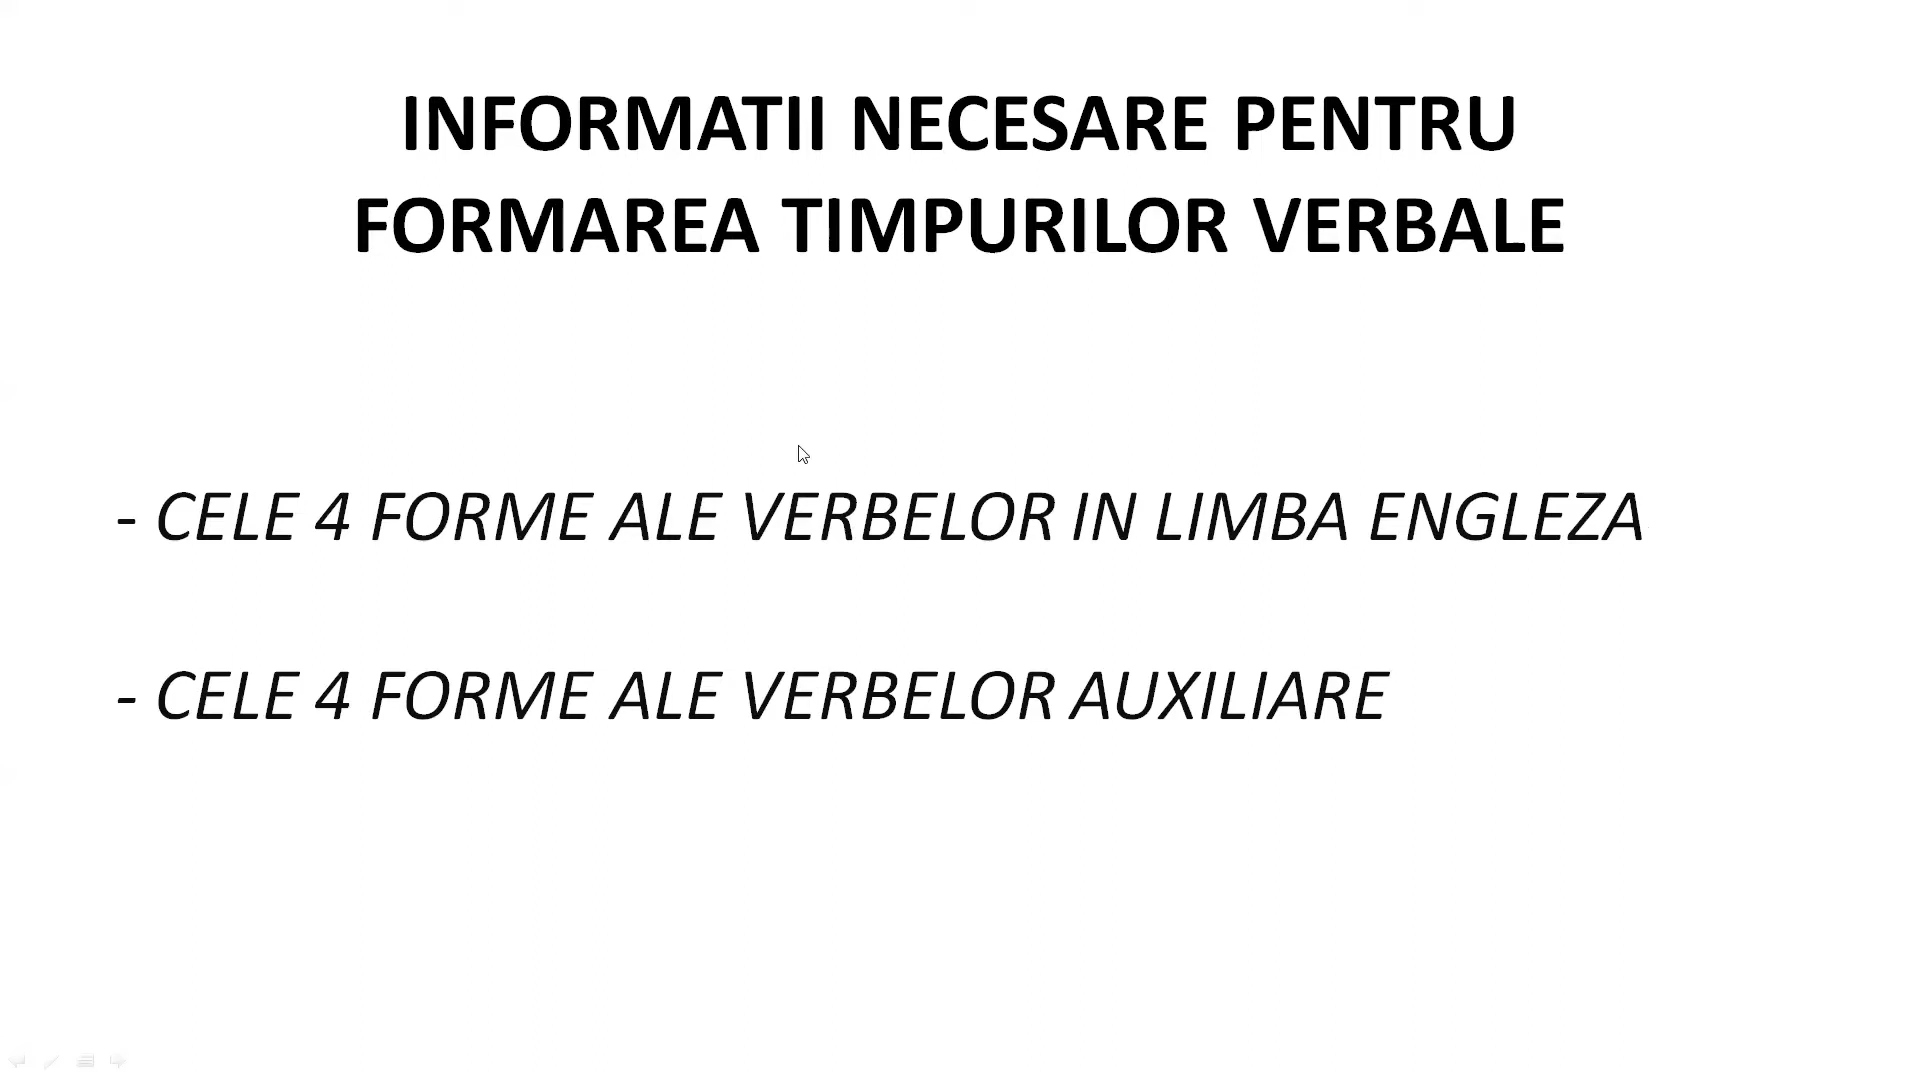 INFORMATII NECESARE PENTRU
FORMAREA TIMPURILOR VERBALE
- CELE 4 FORME ALE VERBELOR IN LIMBA ENGLEZA
- CELE 4 FORME ALE VERBELOR AUXILIARE